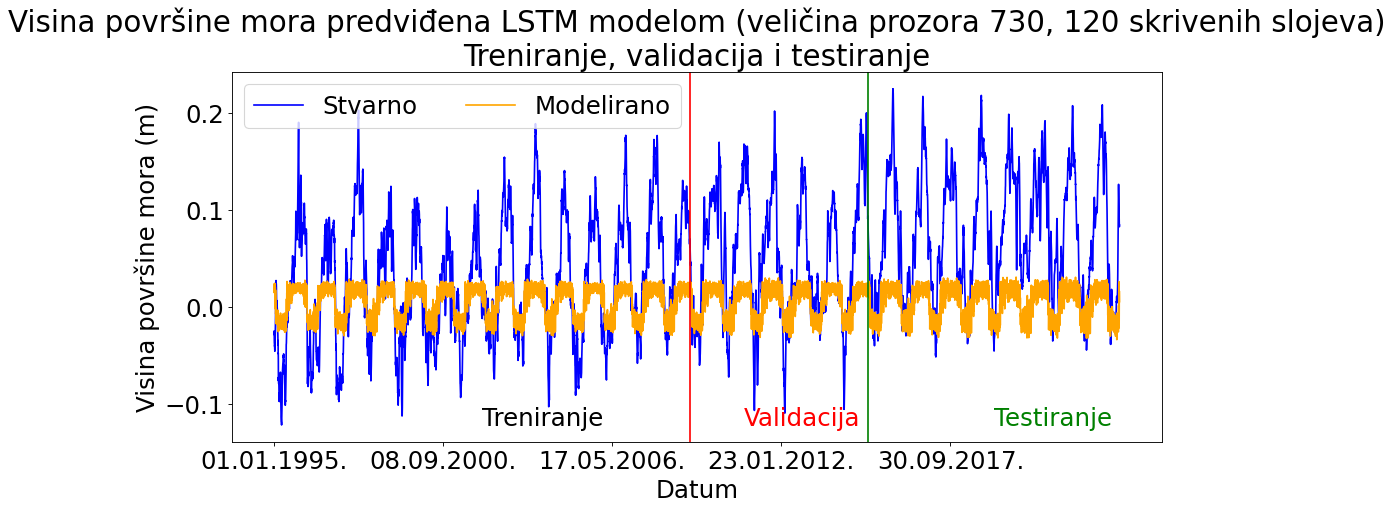 Visina površine mora predviđena LSTM modelom (veličina prozora 730, 120 skrivenih slojeva)
Treniranje, validacija i testiranje
Stvarno
Modelirano
Visina površine mora (m)
0.2
0.1
0.0
−0.1
Treniranje
Validacija
Testiranje
01.01.1995.
08.09.2000.
17.05.2006.
23.01.2012.
30.09.2017.
Datum